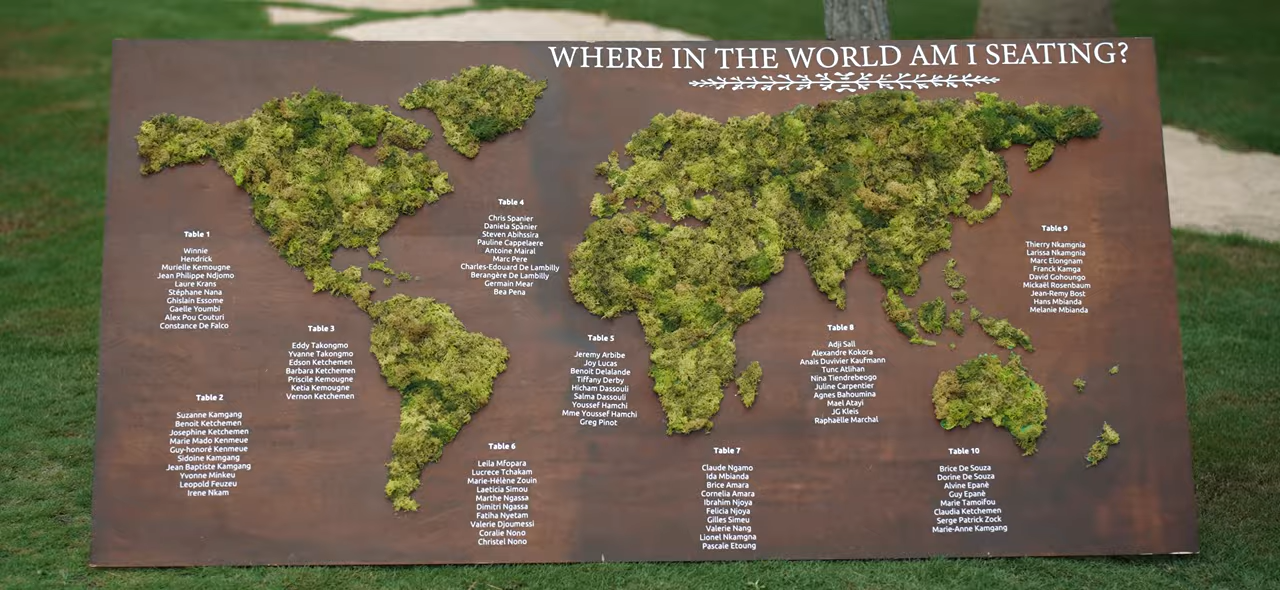 WHERE IN THE WORLD AM I SEATING?
Table 1
Winnie
Hendrick
Murielle Kemougne
Jean Philippe Ndjomo
Laure Krans
Stéphane Nana
Ghislain Essome
Gaelle Youmbi
Alex Pou Couturi
Constance De Falco
Table 2
Suzanne Kamgang
Benoit Ketchemen
Josephine Ketchemen
Marie Mado Kenmeue
Guy-honoré Kenmeue
Sidoine Kamgang
Jean Baptiste Kamgang
Yvonne Minkeu
Leopold Feuzeu
Irene Nkam
Table 3
Eddy Takongmo
Yvanne Takongmo
Edson Ketchemen
Barbara Ketchemen
Priscile Kemougne
Ketia Kemougne
Vernon Ketchemen
Table 4
Chris Spanier
Daniela Spanier
Steven Abihssira
Pauline Cappelaere
Antoine Mairal
Marc Pere
Charles-Edouard De Lambilly
Berangère De Lambilly
Germain Mear
Bea Pena
Table 5
Jeremy Arbibe
Jou Lucas
Benoit Delalande
Tiffany Derby
Hicham Dassouli
Salma Dassouli
Youssef Hamchi
Mme Youssef Hamchi
Greg Pinot
Table 6
Leila Mfopara
Lucrece Tchakam
Marie-Hélène Zouin
Laeticia Simou
Marthe Ngassa
Dimitri Ngassa
Fatiha Nyetam
Valerie Djoumessi
Coralie Nono
Christel Nono
Table 7
Claude Ngamo
Ida Mbianda
Brice Amara
Cornelia Amara
Ibrahim Njoya
Felicia Njoya
Gilles Simeu
Valerie Nang
Lionel Nkamgna
Pascale Etoung
Table 8
Adji Sall
Alexandre Kokora
Anais Duvivier Kaufmann
Tunc Atlihan
Nina Tiendrebeogo
Juline Carpentier
Agnes Bahoumina
Mael Atayi
JG Kleis
Raphaëlle Marchal
Table 9
Thierry Nkamgnia
Larissa Nkamgnia
Marc Elongnam
Franck Kamga
David Gohoungo
Mickaël Rosenbaum
Jean-Remy Bost
Hans Mbianda
Melanie Mbianda
Table 10
Brice De Souza
Dorine De Souza
Alvine Epanè
Guy Epanè
Marie Tamoifou
Claudia Ketchemen
Serge Patrick Zock
Marie-Anne Kamgang